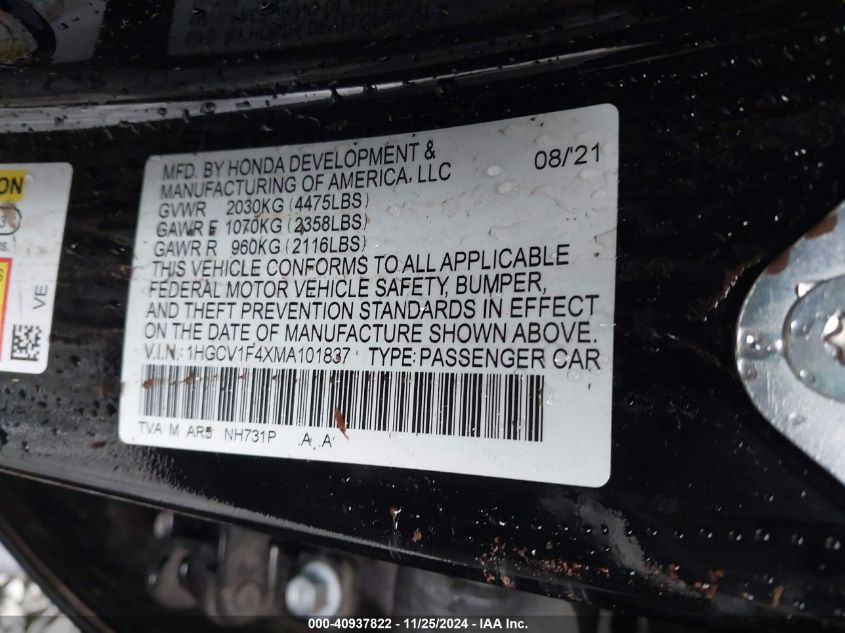 MFD. BY HONDA DEVELOPMENT & 08/'21
MANUFACTURING OF AMERICA, LLC
GVWR 2030KG (4475LBS)
GAWR F 1070KG (2358LBS)
GAWR R 960KG (2116LBS)
THIS VEHICLE CONFORMS TO ALL APPLICABLE
FEDERAL MOTOR VEHICLE SAFETY, BUMPER,
AND THEFT PREVENTION STANDARDS IN EFFECT
ON THE DATE OF MANUFACTURE SHOWN ABOVE.
V.I.N.: 1HGCV1F4XMA101837 TYPE: PASSENGER CAR
TVA M AR5 NH731P A A
VE
000-40937822 - 11/25/2024 - IAA Inc.